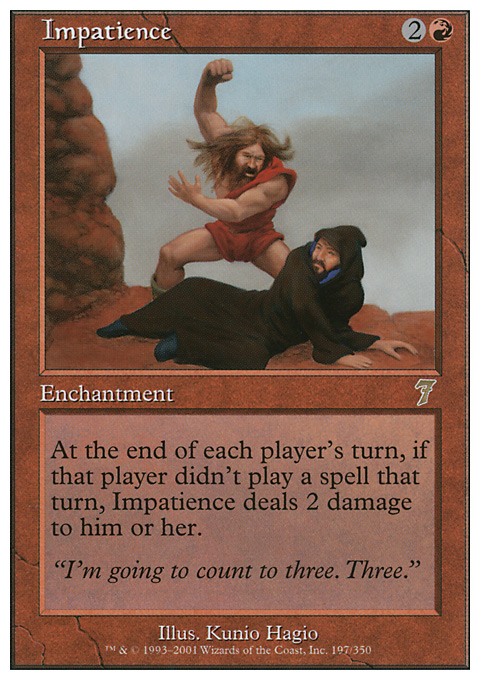 Impatience 2
Enchantment 7
At the end of each player's turn, if
that player didn't play a spell that
turn, Impatience deals 2 damage
to him or her.
"I'm going to count to three. Three."
Illus. Kunio Hagio
™ & © 1993–2001 Wizards of the Coast, Inc. 197/350